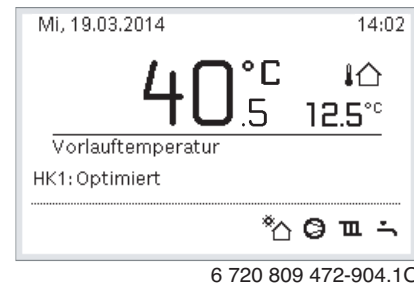 Mi, 19.03.2014 14:02
40.5 °C
12.5°C
Vorlauftemperatur
HK1: Optimiert
6 720 809 472-904.1O